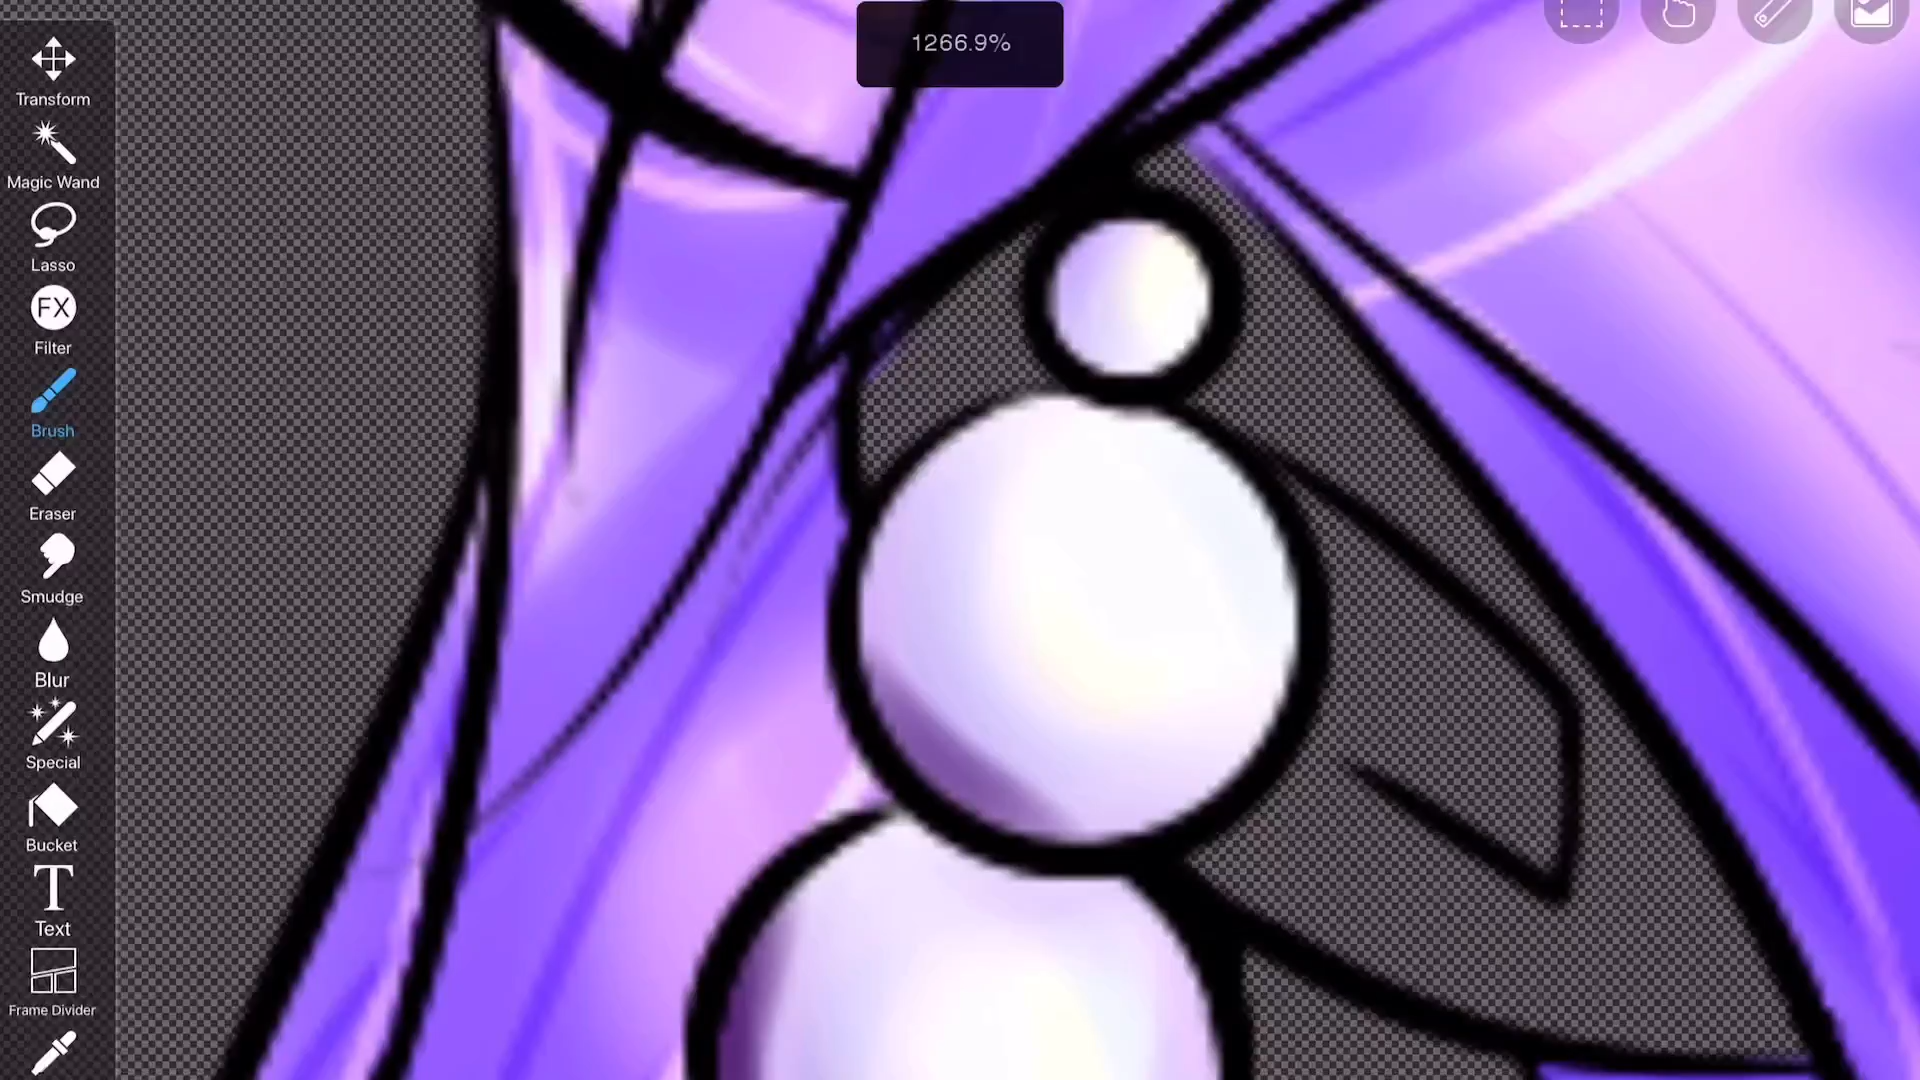 1266.9%
Transform
Magic Wand
Lasso
FX
Filter
Brush
Eraser
Smudge
Blur
Special
Bucket
T
Text
Frame Divider